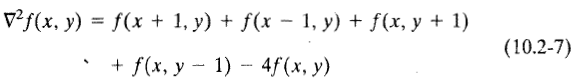 ∇²f(x, y) = f(x + 1, y) + f(x − 1, y) + f(x, y + 1)
+ f(x, y − 1) − 4f(x, y)
(10.2-7)